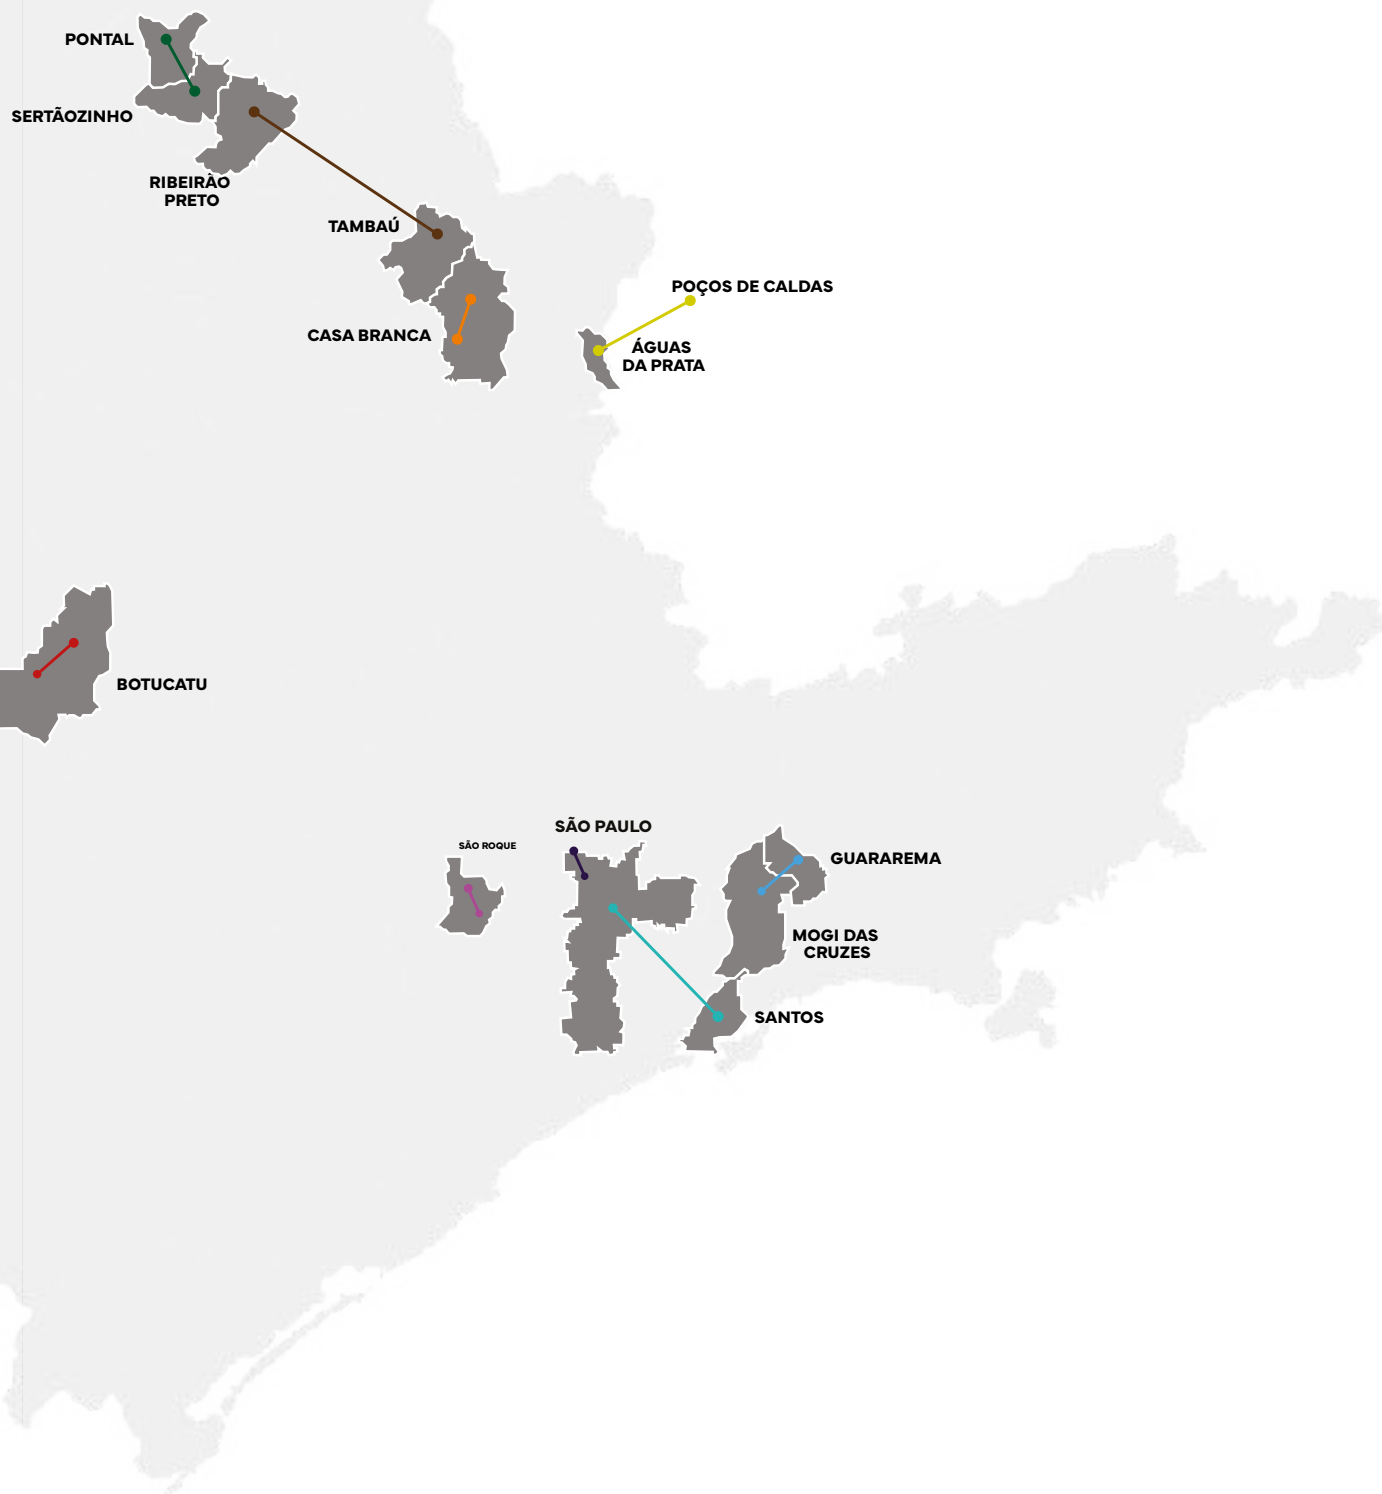 PONTAL
SERTÃOZINHO
RIBEIRÃO
PRETO
TAMBAÚ
POÇOS DE CALDAS
CASA BRANCA
ÁGUAS
DA PRATA
BOTUCATU
SÃO PAULO
SÃO ROQUE
GUARAREMA
MOGI DAS
CRUZES
SANTOS